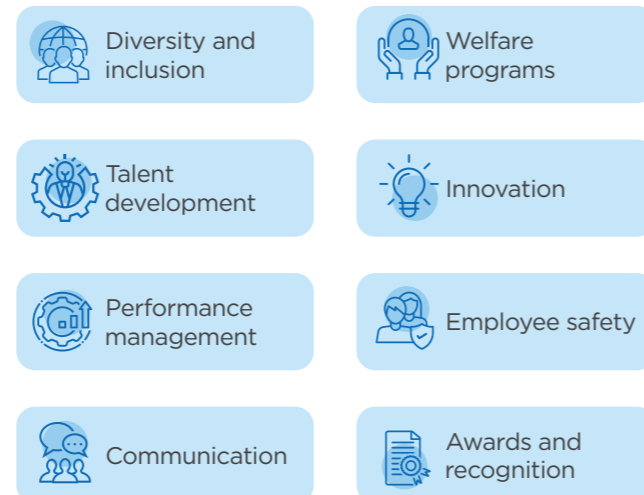 Diversity and
inclusion
Welfare
programs
Talent
development
Innovation
Performance
management
Employee safety
Communication
Awards and
recognition